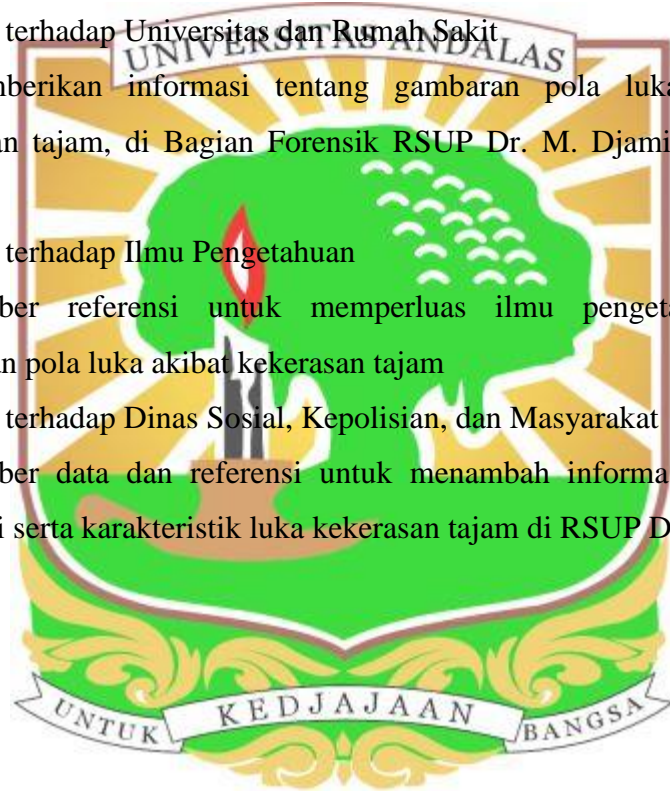 terhadap Universitas dan Rumah Sakit
UNIVERSITAS ANDALAS
mberikan informasi tentang gambaran pola luka
an tajam, di Bagian Forensik RSUP Dr. M. Djami
terhadap Ilmu Pengetahuan
ber referensi untuk memperluas ilmu pengeta
an pola luka akibat kekerasan tajam
terhadap Dinas Sosial, Kepolisian, dan Masyarakat
ber data dan referensi untuk menambah informa
i serta karakteristik luka kekerasan tajam di RSUP D
UNTUK KEDJAJAAN BANGSA